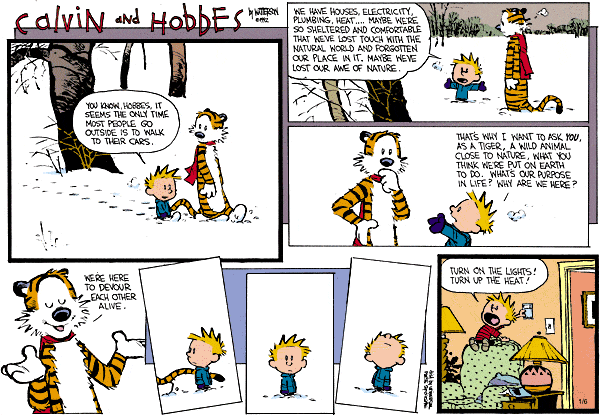 Calvin and Hobbes
by WATTERSON
©1992
YOU KNOW, HOBBES, IT
SEEMS THE ONLY TIME
MOST PEOPLE GO
OUTSIDE IS TO WALK
TO THEIR CARS.
WE HAVE HOUSES, ELECTRICITY,
PLUMBING, HEAT.... MAYBE WE'RE
SO SHELTERED AND COMFORTABLE
THAT WE'VE LOST TOUCH WITH THE
NATURAL WORLD AND FORGOTTEN
OUR PLACE IN IT. MAYBE WE'VE
LOST OUR AWE OF NATURE.
THAT'S WHY I WANT TO ASK YOU,
AS A TIGER, A WILD ANIMAL
CLOSE TO NATURE, WHAT YOU
THINK WE'RE PUT ON EARTH
TO DO. WHAT'S OUR PURPOSE
IN LIFE? WHY ARE WE HERE?
WE'RE HERE
TO DEVOUR
EACH OTHER
ALIVE.
TURN ON THE LIGHTS!
TURN UP THE HEAT!
1/6